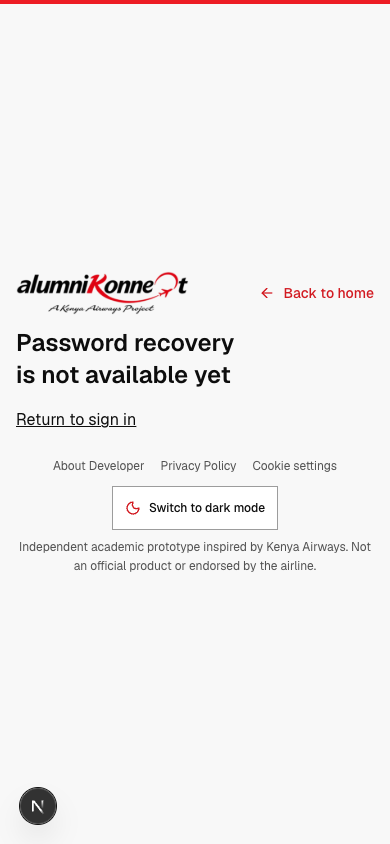 alumniKonnect
A Kenya Airways Project
Back to home
Password recovery
is not available yet
Return to sign in
About Developer Privacy Policy Cookie settings
Switch to dark mode
Independent academic prototype inspired by Kenya Airways. Not
an official product or endorsed by the airline.
N